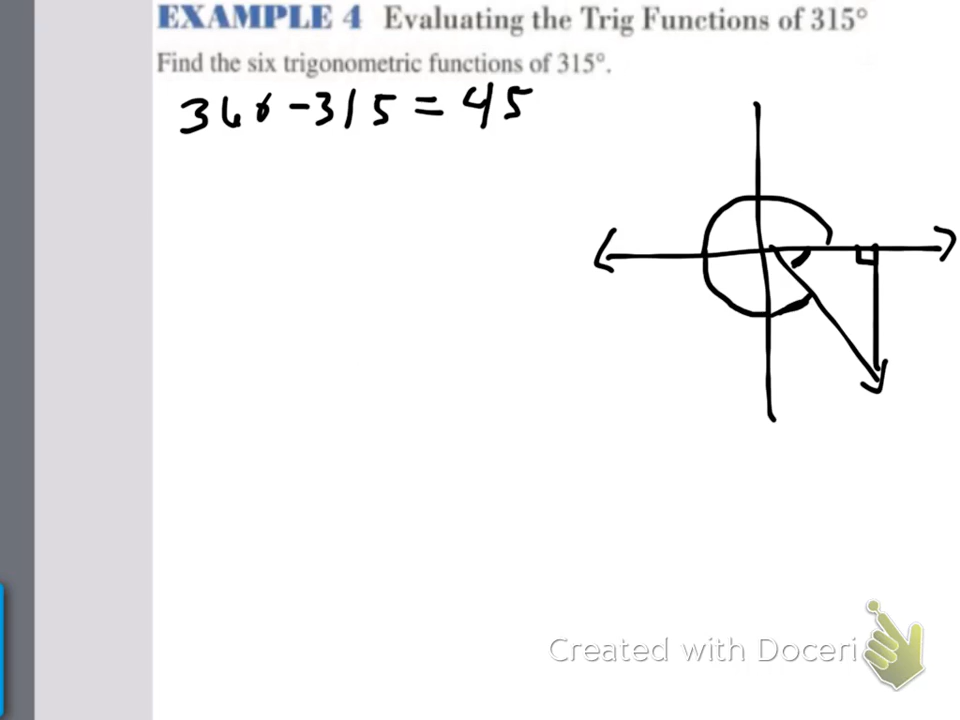 EXAMPLE 4 Evaluating the Trig Functions of 315°
Find the six trigonometric functions of 315°.
360 - 315 = 45
Created with Doceri